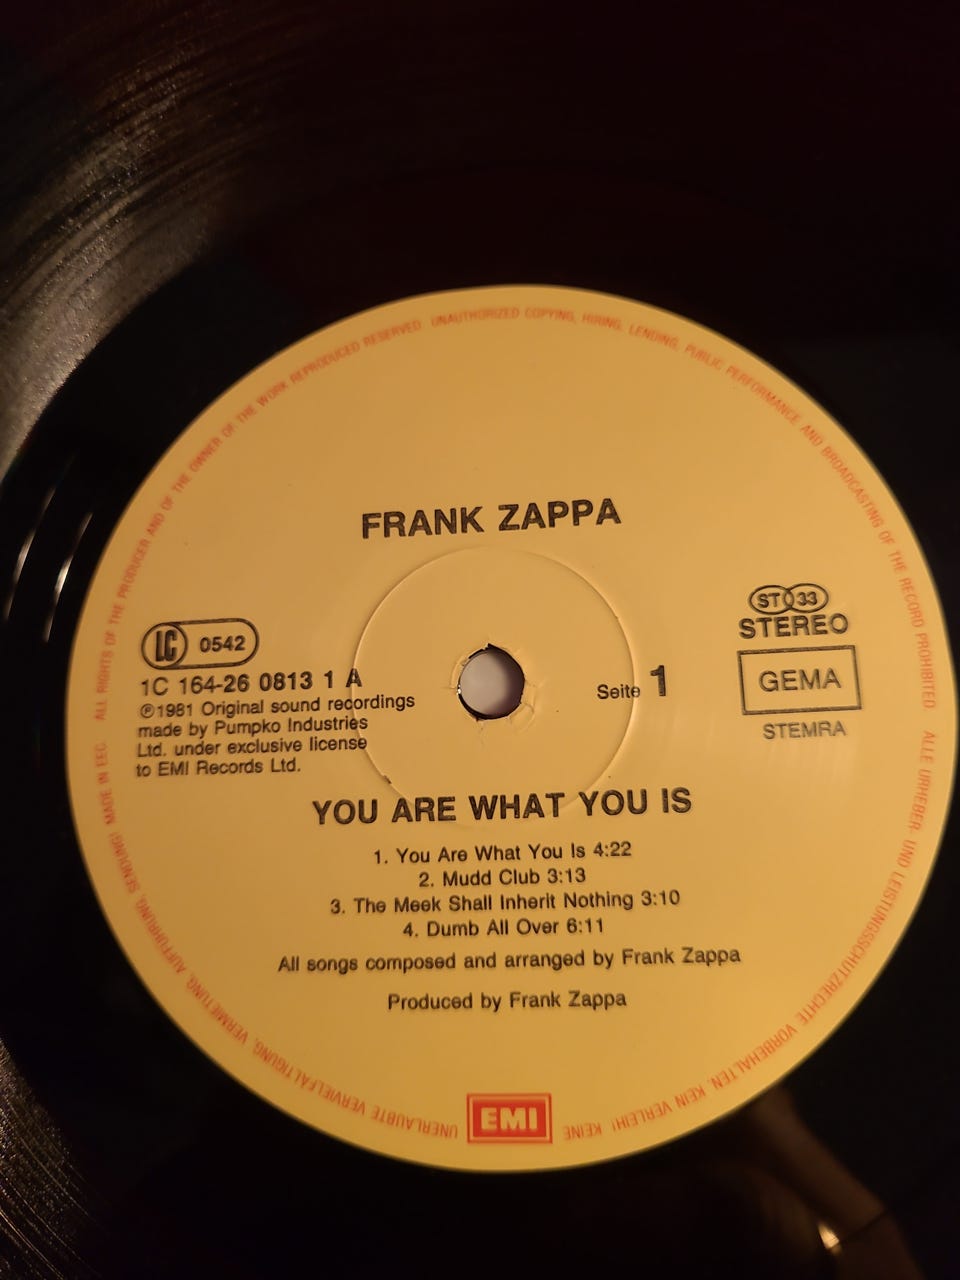 ALL RIGHTS OF THE PRODUCER AND OF THE OWNER OF THE WORK REPRODUCED RESERVED UNAUTHORIZED COPYING, HIRING, LENDING, PUBLIC PERFORMANCE AND BROADCASTING OF THE RECORD PROHIBITED
FRANK ZAPPA
LC 0542
1C 164-26 0813 1 A
℗1981 Original sound recordings
made by Pumpko Industries
Ltd. under exclusive license
to EMI Records Ltd.
Seite 1
ST 33
STEREO
GEMA
STEMRA
YOU ARE WHAT YOU IS
1. You Are What You Is 4:22
2. Mudd Club 3:13
3. The Meek Shall Inherit Nothing 3:10
4. Dumb All Over 6:11
All songs composed and arranged by Frank Zappa
Produced by Frank Zappa
EMI
ALLE URHEBER- UND LEISTUNGSSCHUTZRECHTE VORBEHALTEN. KEIN VERLEIH! KEINE UNERLAUBTE VERVIELFÄLTIGUNG, VERMIETUNG, AUFFÜHRUNG, SENDUNG! MADE IN EEC